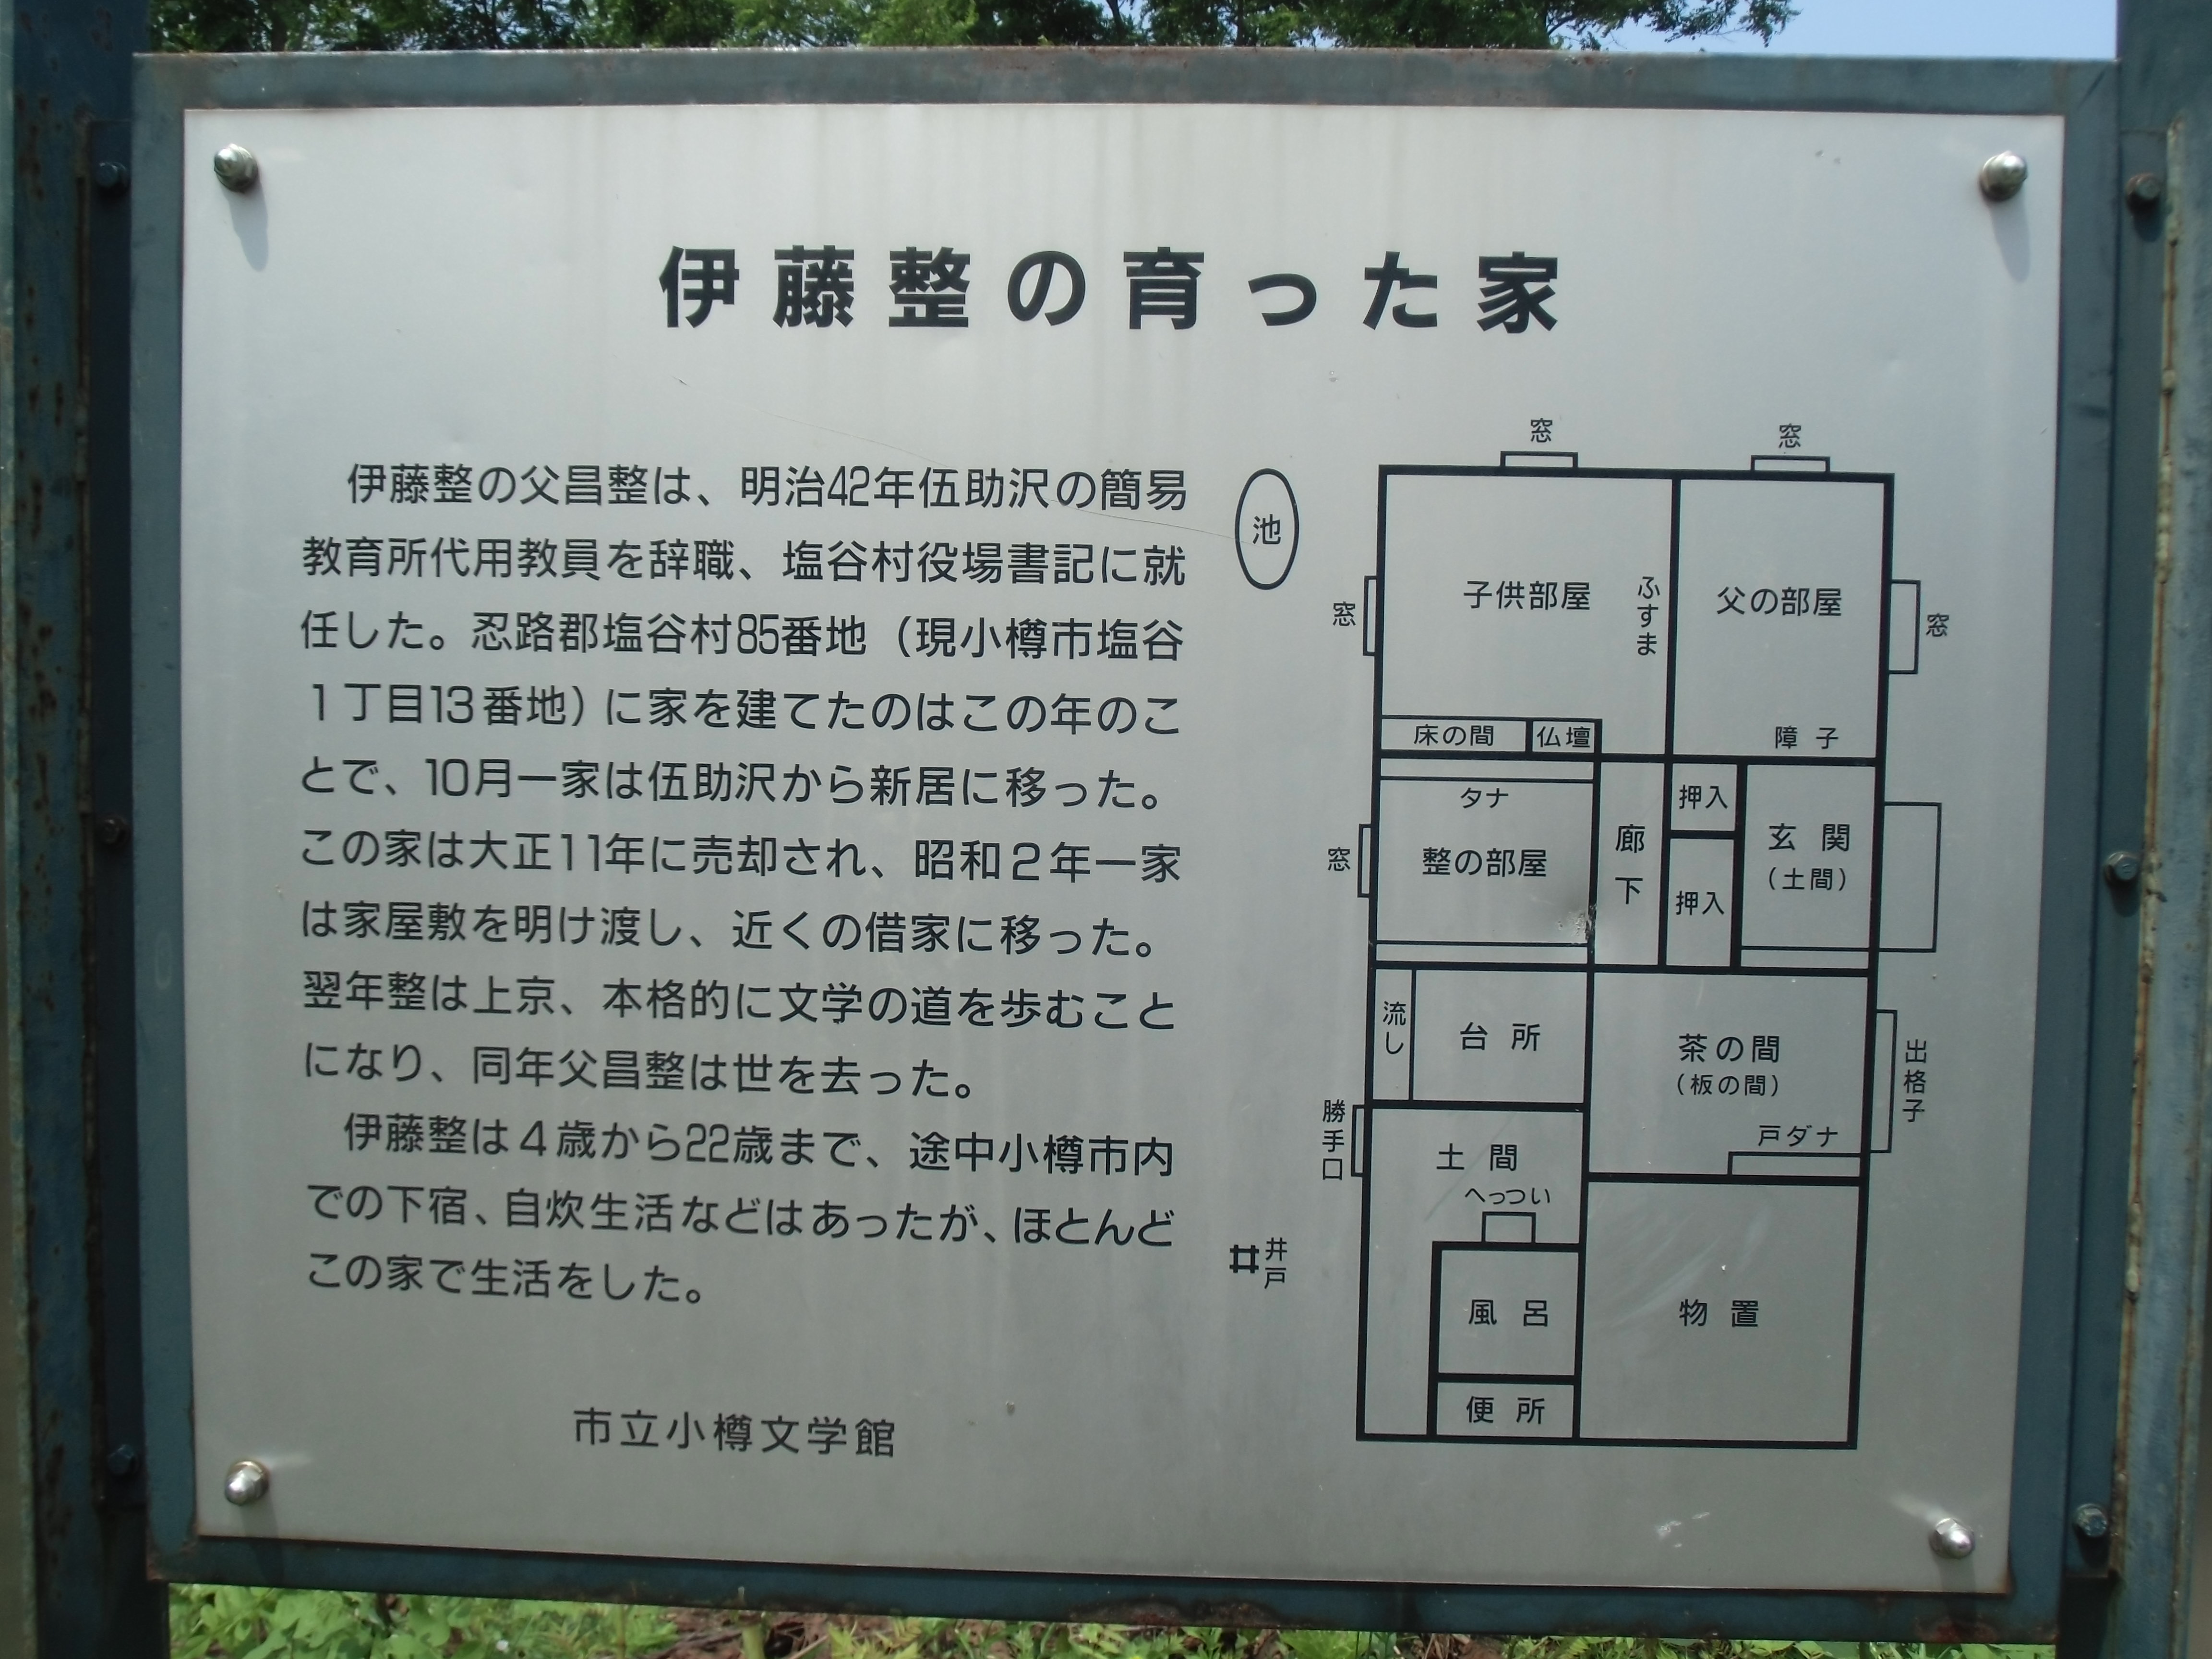 伊藤整の育った家
伊藤整の父昌整は、明治42年伍助沢の簡易
教育所代用教員を辞職、塩谷村役場書記に就
任した。忍路郡塩谷村85番地（現小樽市塩谷
1丁目13番地）に家を建てたのはこの年のこ
とで、10月一家は伍助沢から新居に移った。
この家は大正11年に売却され、昭和2年一家
は家屋敷を明け渡し、近くの借家に移った。
翌年整は上京、本格的に文学の道を歩むこと
になり、同年父昌整は世を去った。
伊藤整は4歳から22歳まで、途中小樽市内
での下宿、自炊生活などはあったが、ほとんど
この家で生活をした。
市立小樽文学館
窓
窓
池
窓
子供部屋
ふすま
父の部屋
窓
床の間
仏壇
障子
タナ
窓
整の部屋
廊下
押入
押入
玄関
（土間）
流し
台所
茶の間
（板の間）
出格子
戸ダナ
勝手口
土間
へっつい
井戸
風呂
物置
便所